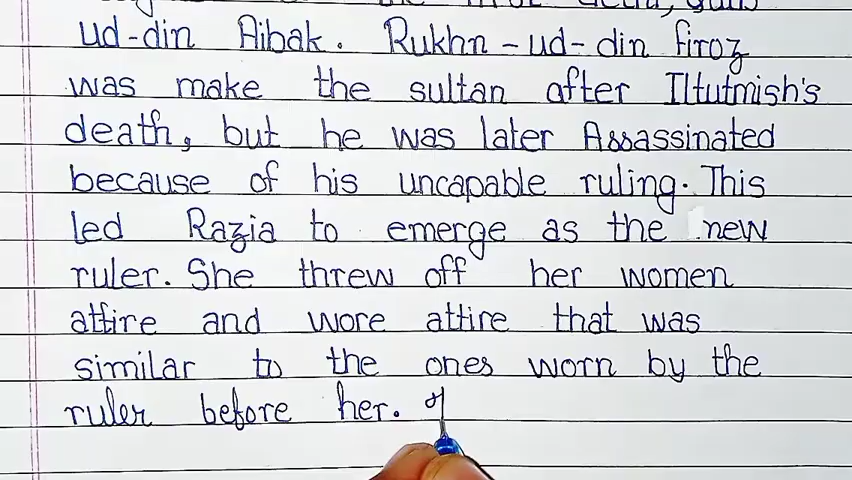 ud-din Aibak. Rukhn-ud-din firoz
was make the sultan after Iltutmish's
death, but he was later Assassinated
because of his uncapable ruling. This
led Razia to emerge as the new
ruler. She threw off her women
attire and wore attire that was
similar to the ones worn by the
ruler before her.